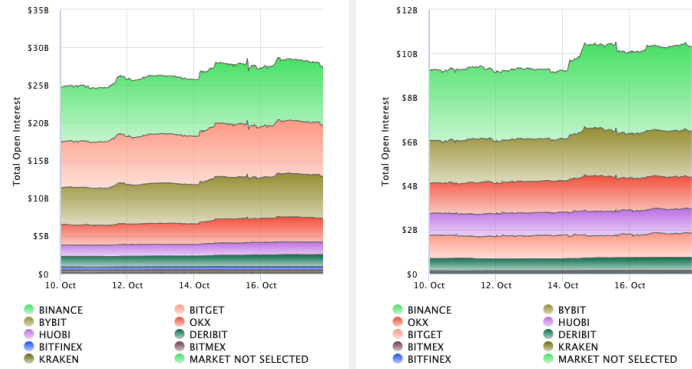 $35B
$30B
$25B
$20B
$15B
$10B
$5B
$0
Total Open Interest
10. Oct 12. Oct 14. Oct 16. Oct
BINANCE BITGET
BYBIT OKX
HUOBI DERIBIT
BITFINEX BITMEX
KRAKEN MARKET NOT SELECTED
$12B
$10B
$8B
$6B
$4B
$2B
$0
Total Open Interest
10. Oct 12. Oct 14. Oct 16. Oct
BINANCE BYBIT
OKX HUOBI
BITGET DERIBIT
BITMEX KRAKEN
BITFINEX MARKET NOT SELECTED